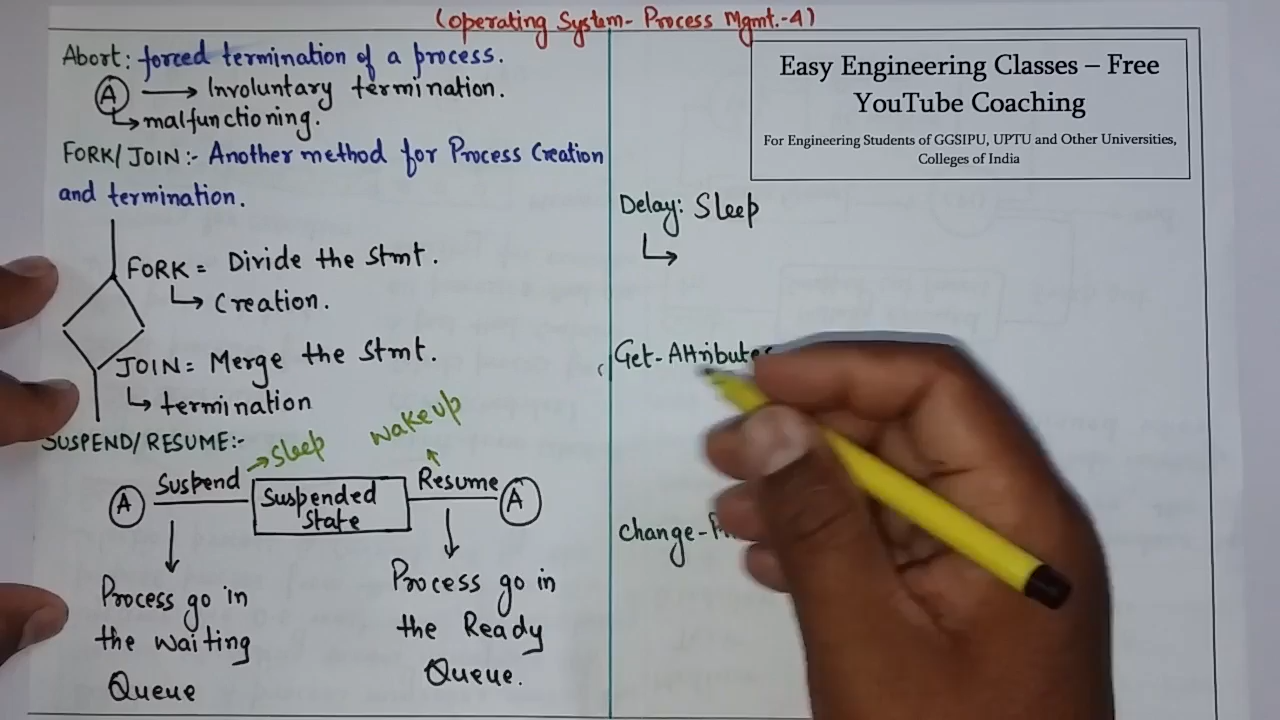 (Operating System- Process Mgmt.-4)
Abort: forced termination of a process.
A → Involuntary termination.
↳ malfunctioning.
FORK/JOIN:- Another method for Process Creation
and termination.
FORK = Divide the Stmt.
↳ Creation.
JOIN = Merge the Stmt.
↳ termination
SUSPEND/RESUME:-
→ Sleep
wakeup
A Suspend
Suspended
State
Resume A
Process go in
the Waiting
Queue
Process go in
the Ready
Queue.
Easy Engineering Classes – Free
YouTube Coaching
For Engineering Students of GGSIPU, UPTU and Other Universities,
Colleges of India
Delay: Sleep
↳
Get-Attributes
Change-